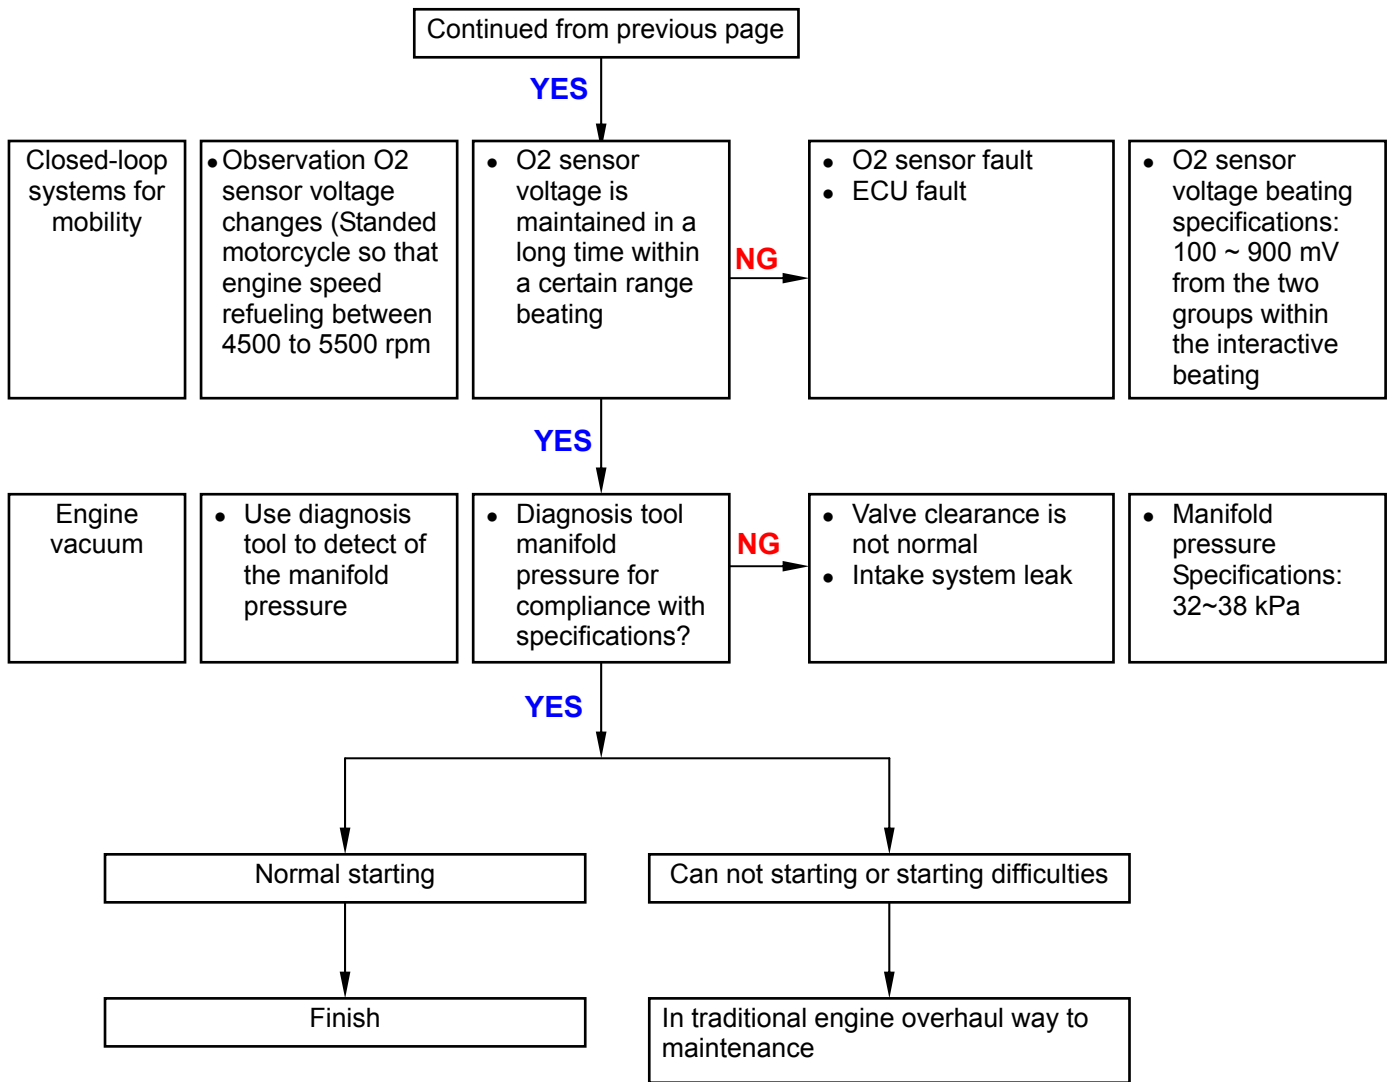 Continued from previous page
YES
Closed-loop
systems for
mobility
• Observation O2
sensor voltage
changes (Standed
motorcycle so that
engine speed
refueling between
4500 to 5500 rpm
• O2 sensor
voltage is
maintained in a
long time within
a certain range
beating
NG
• O2 sensor fault
• ECU fault
• O2 sensor
voltage beating
specifications:
100 ~ 900 mV
from the two
groups within
the interactive
beating
YES
Engine
vacuum
• Use diagnosis
tool to detect of
the manifold
pressure
• Diagnosis tool
manifold
pressure for
compliance with
specifications?
NG
• Valve clearance is
not normal
• Intake system leak
• Manifold
pressure
Specifications:
32~38 kPa
YES
Normal starting
Can not starting or starting difficulties
Finish
In traditional engine overhaul way to
maintenance